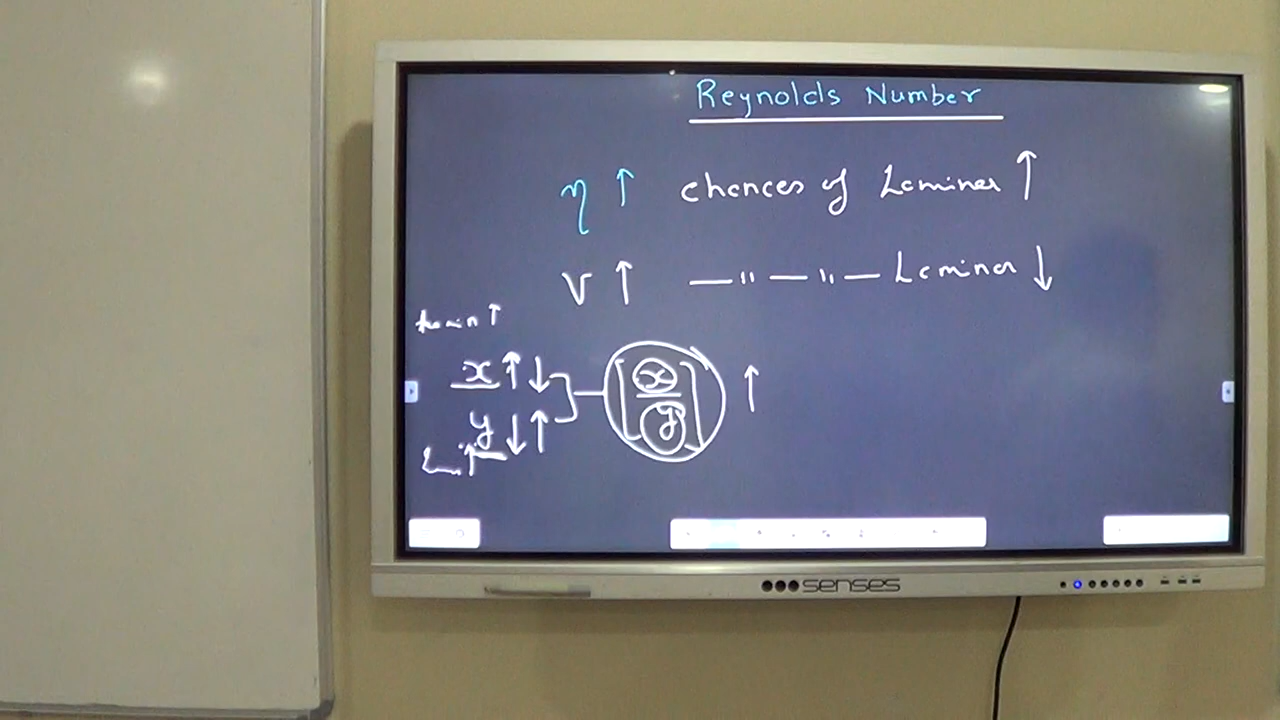 Reynolds Number
η ↑ chances of Laminar ↑
V ↑ — " — " — Laminar ↓
x ↑ ↓
y ↓ ↑
[x/y] ↑
senses